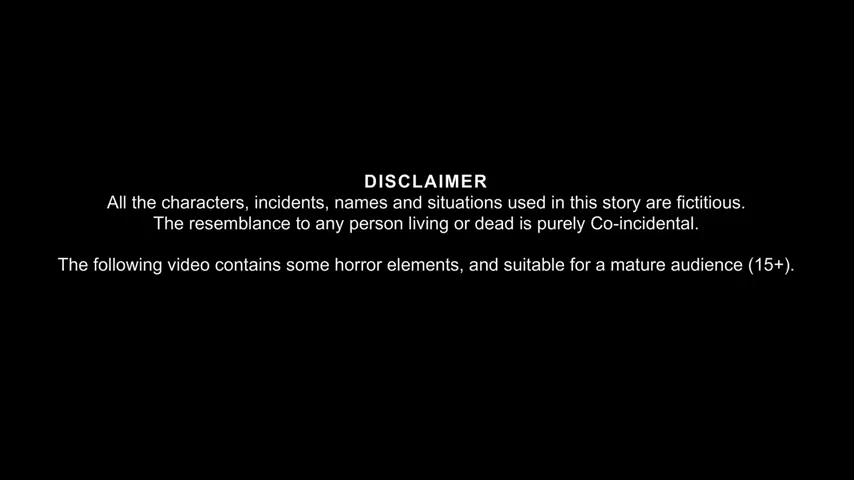 DISCLAIMER
All the characters, incidents, names and situations used in this story are fictitious.
The resemblance to any person living or dead is purely Co-incidental.
The following video contains some horror elements, and suitable for a mature audience (15+).